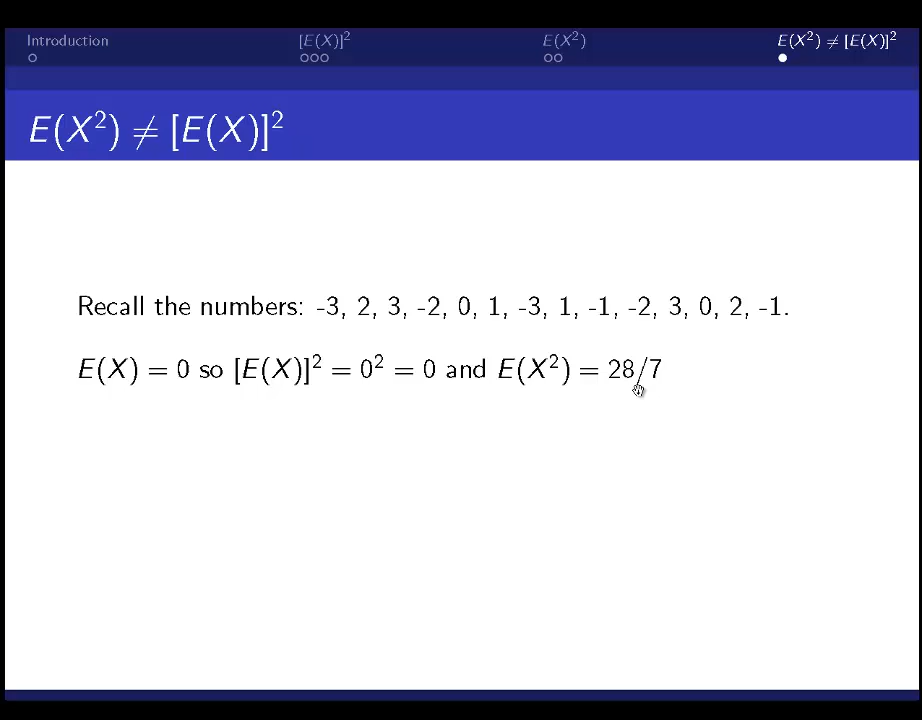 Introduction [E(X)]² E(X²) E(X²) ≠ [E(X)]²
E(X²) ≠ [E(X)]²
Recall the numbers: -3, 2, 3, -2, 0, 1, -3, 1, -1, -2, 3, 0, 2, -1.
E(X) = 0 so [E(X)]² = 0² = 0 and E(X²) = 28/7